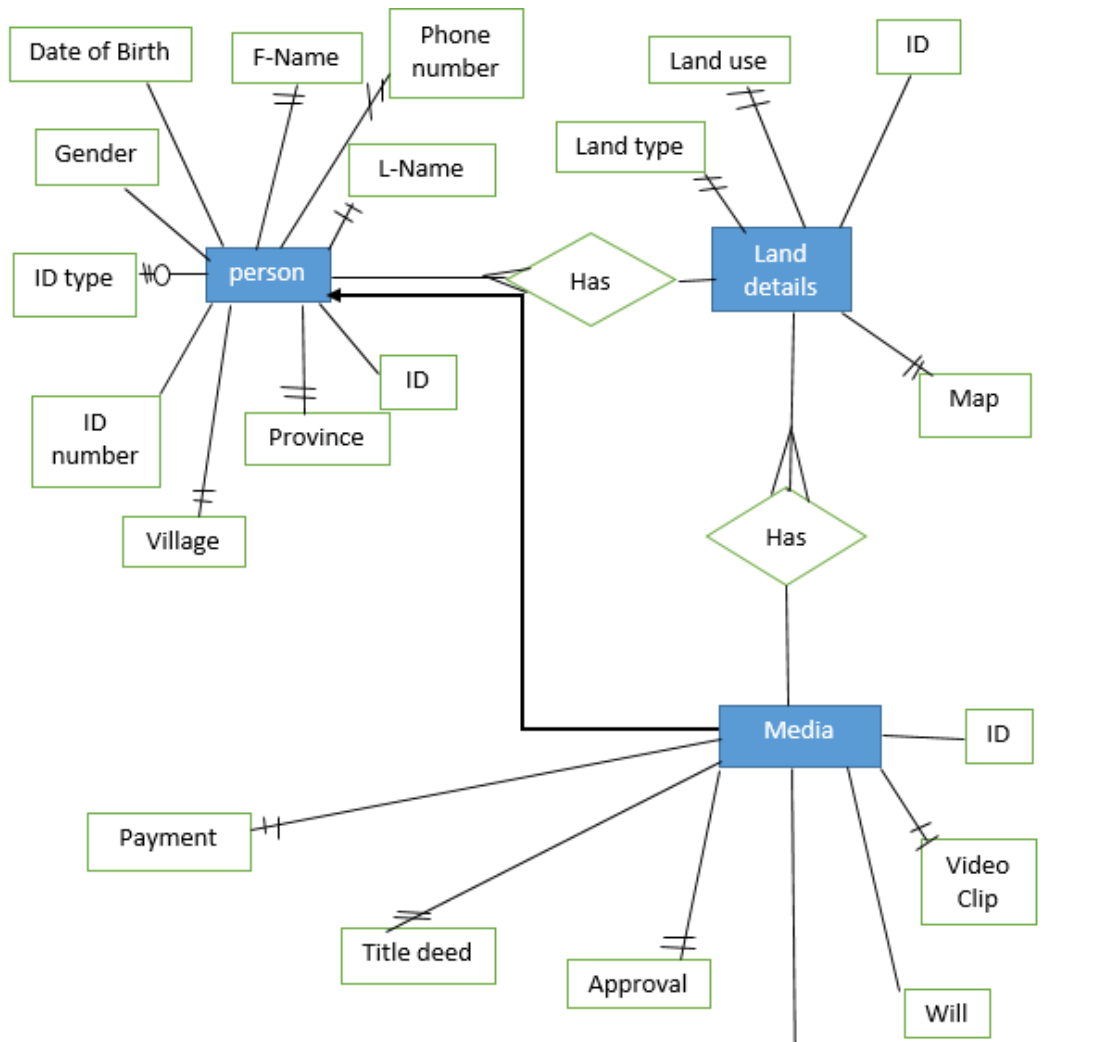 Date of Birth
F-Name
Phone
number
Land use
ID
Gender
L-Name
Land type
ID type
person
Has
Land
details
ID
number
Province
ID
Map
Village
Has
Media
ID
Payment
Video
Clip
Title deed
Approval
Will